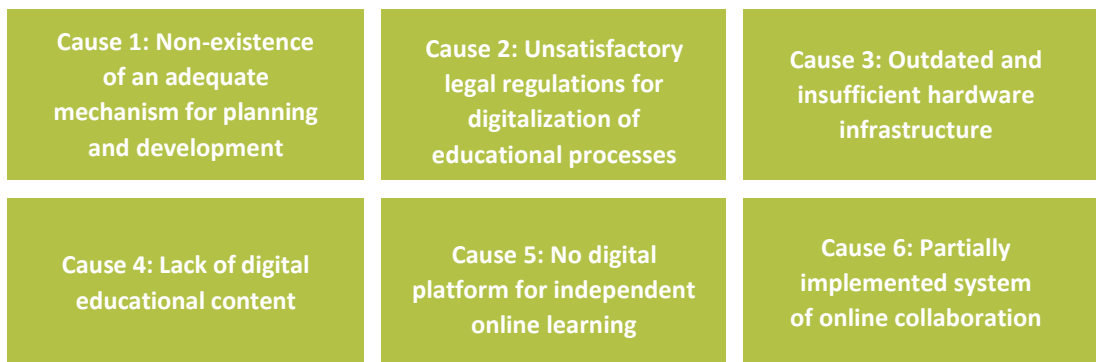 Cause 1: Non-existence
of an adequate
mechanism for planning
and development
Cause 2: Unsatisfactory
legal regulations for
digitalization of
educational processes
Cause 3: Outdated and
insufficient hardware
infrastructure
Cause 4: Lack of digital
educational content
Cause 5: No digital
platform for independent
online learning
Cause 6: Partially
implemented system
of online collaboration